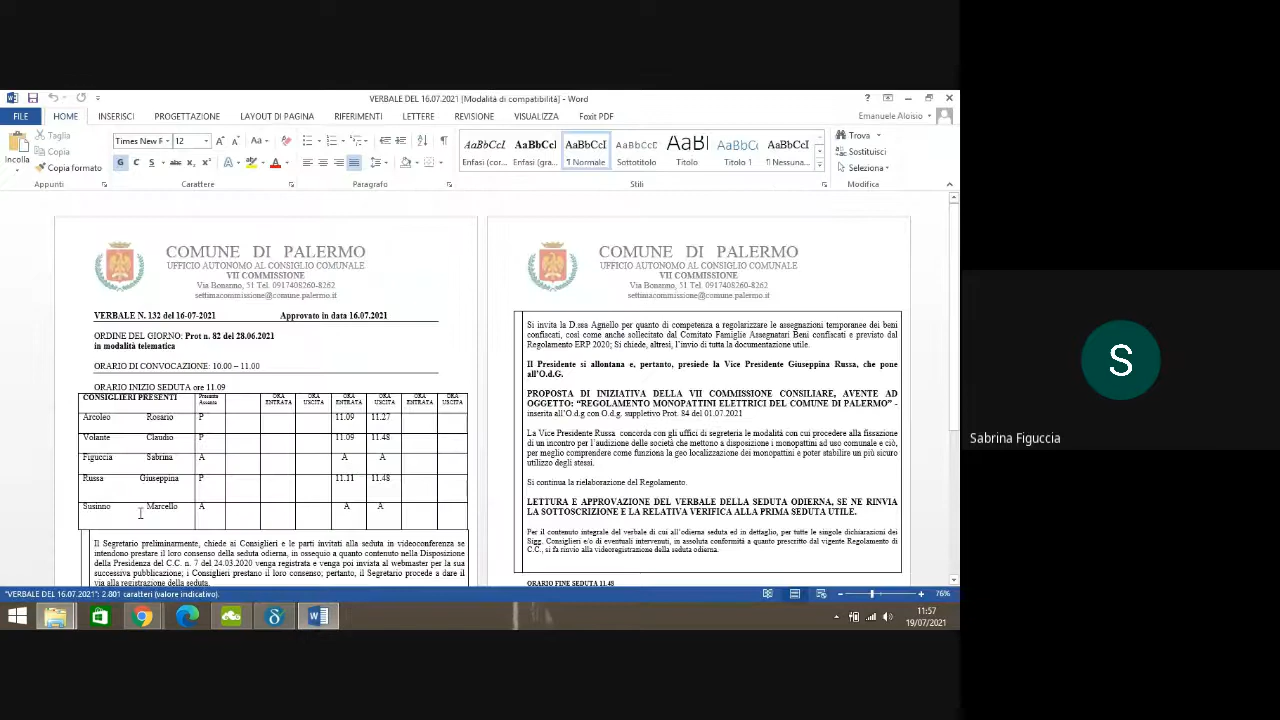 VERBALE DEL 16.07.2021 [Modalità di compatibilità] - Word
FILE HOME INSERISCI PROGETTAZIONE LAYOUT DI PAGINA RIFERIMENTI LETTERE REVISIONE VISUALIZZA Foxit PDF
Emanuele Aloisio
Incolla
Taglia
Copia
Copia formato
Appunti
Times New F 12
Carattere
Paragrafo
AaBbCcI AaBbCcI AaBbCcI AaBbCcI AaBI AaBbCc AaBbCcI
Enfasi (cor... Enfasi (gra... ¶ Normale Sottotitolo Titolo Titolo 1 ¶ Nessuna...
Stili
Trova
Sostituisci
Seleziona
Modifica
COMUNE DI PALERMO
UFFICIO AUTONOMO AL CONSIGLIO COMUNALE
VII COMMISSIONE
Via Bonanno, 51 Tel. 0917408260-8262
settimacommissione@comune.palermo.it
VERBALE N. 132 del 16-07-2021 Approvato in data 16.07.2021
ORDINE DEL GIORNO: Prot n. 82 del 28.06.2021
in modalità telematica
ORARIO DI CONVOCAZIONE: 10.00 – 11.00
ORARIO INIZIO SEDUTA ore 11.09
CONSIGLIERI PRESENTI Presente Assente ORA ENTRATA ORA USCITA ORA ENTRATA ORA USCITA ORA ENTRATA ORA USCITA
Arcoleo Rosario P 11.09 11.27
Volante Claudio P 11.09 11.48
Figuccia Sabrina A A A
Russa Giuseppina P 11.11 11.48
Susinno Marcello A A A
Il Segretario preliminarmente, chiede ai Consiglieri e le parti invitati alla seduta in videoconferenza se
intendono prestare il loro consenso della seduta odierna, in ossequio a quanto contenuto nella Disposizione
della Presidenza del C.C. n. 7 del 24.03.2020 venga registrata e venga poi inviata al webmaster per la sua
successiva pubblicazione; i Consiglieri prestano il loro consenso; pertanto, il Segretario procede a dare il
via alla registrazione della seduta.
COMUNE DI PALERMO
UFFICIO AUTONOMO AL CONSIGLIO COMUNALE
VII COMMISSIONE
Via Bonanno, 51 Tel. 0917408260-8262
settimacommissione@comune.palermo.it
Si invita la D.ssa Agnello per quanto di competenza a regolarizzare le assegnazioni temporanee dei beni
confiscati, così come anche sollecitato dal Comitato Famiglie Assegnatari Beni confiscati e previsto dal
Regolamento ERP 2020; Si chiede, altresì, l'invio di tutta la documentazione utile.
Il Presidente si allontana e, pertanto, presiede la Vice Presidente Giuseppina Russa, che pone
all'O.d.G.
PROPOSTA DI INIZIATIVA DELLA VII COMMISSIONE CONSILIARE, AVENTE AD
OGGETTO: “REGOLAMENTO MONOPATTINI ELETTRICI DEL COMUNE DI PALERMO” -
inserita all'O.d.g con O.d.g. suppletivo Prot. 84 del 01.07.2021
La Vice Presidente Russa concorda con gli uffici di segreteria le modalità con cui procedere alla fissazione
di un incontro per l'audizione delle società che mettono a disposizione i monopattini ad uso comunale e ciò,
per meglio comprendere come funziona la geo localizzazione dei monopattini e poter stabilire un più sicuro
utilizzo degli stessi.
Si continua la rielaborazione del Regolamento.
LETTURA E APPROVAZIONE DEL VERBALE DELLA SEDUTA ODIERNA, SE NE RINVIA
LA SOTTOSCRIZIONE E LA RELATIVA VERIFICA ALLA PRIMA SEDUTA UTILE.
Per il contenuto integrale del verbale di cui all'odierna seduta ed in dettaglio, per tutte le singole dichiarazioni dei
Sigg. Consiglieri e/o di eventuali intervenuti, in assoluta conformità a quanto prescritto dal vigente Regolamento di
C.C., si fa rinvio alla videoregistrazione della seduta odierna.
ORARIO FINE SEDUTA 11.48
"VERBALE DEL 16.07.2021": 2.801 caratteri (valore indicativo).
76%
11:57
19/07/2021
S
Sabrina Figuccia